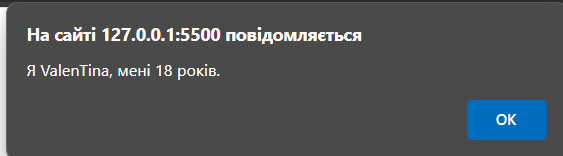 На сайті 127.0.0.1:5500 повідомляється
Я ValenTina, мені 18 років.
OK